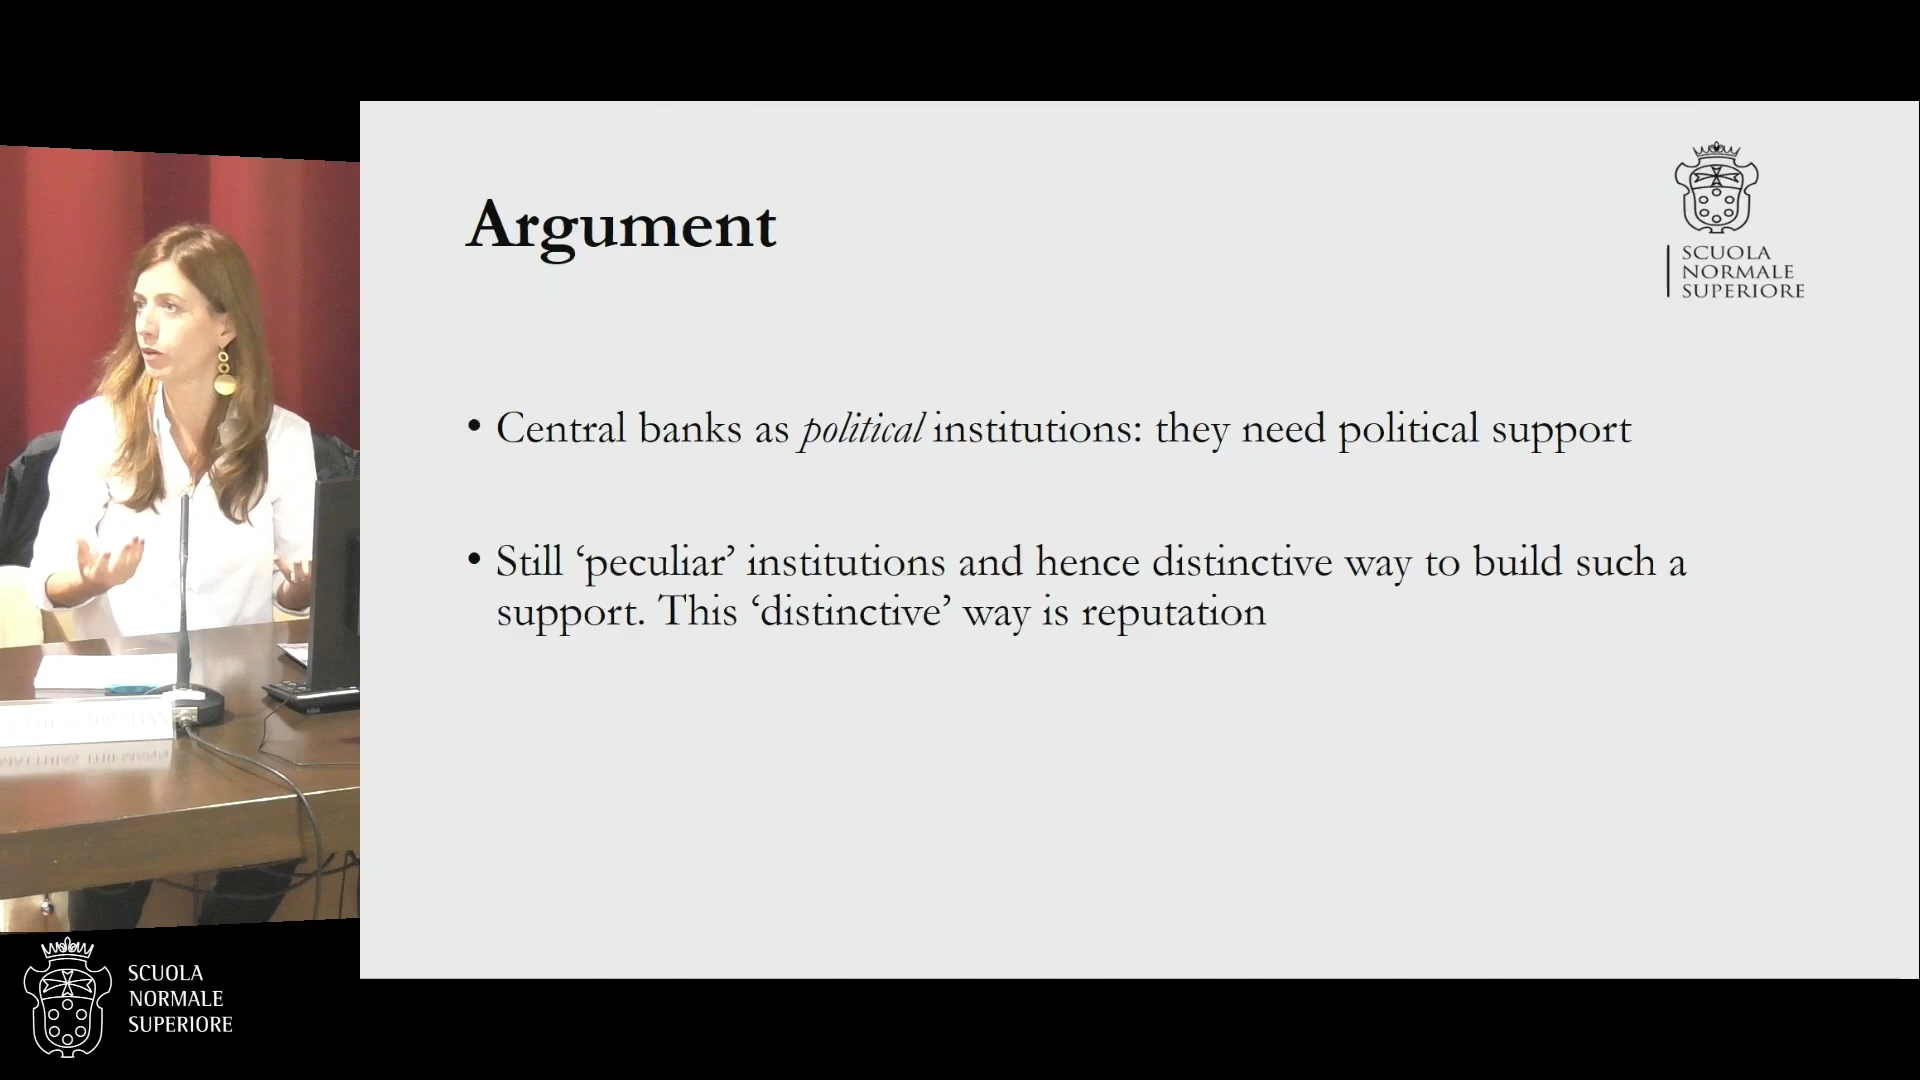 Argument
SCUOLA
NORMALE
SUPERIORE
• Central banks as political institutions: they need political support
• Still ‘peculiar’ institutions and hence distinctive way to build such a
support. This ‘distinctive’ way is reputation
SCUOLA
NORMALE
SUPERIORE